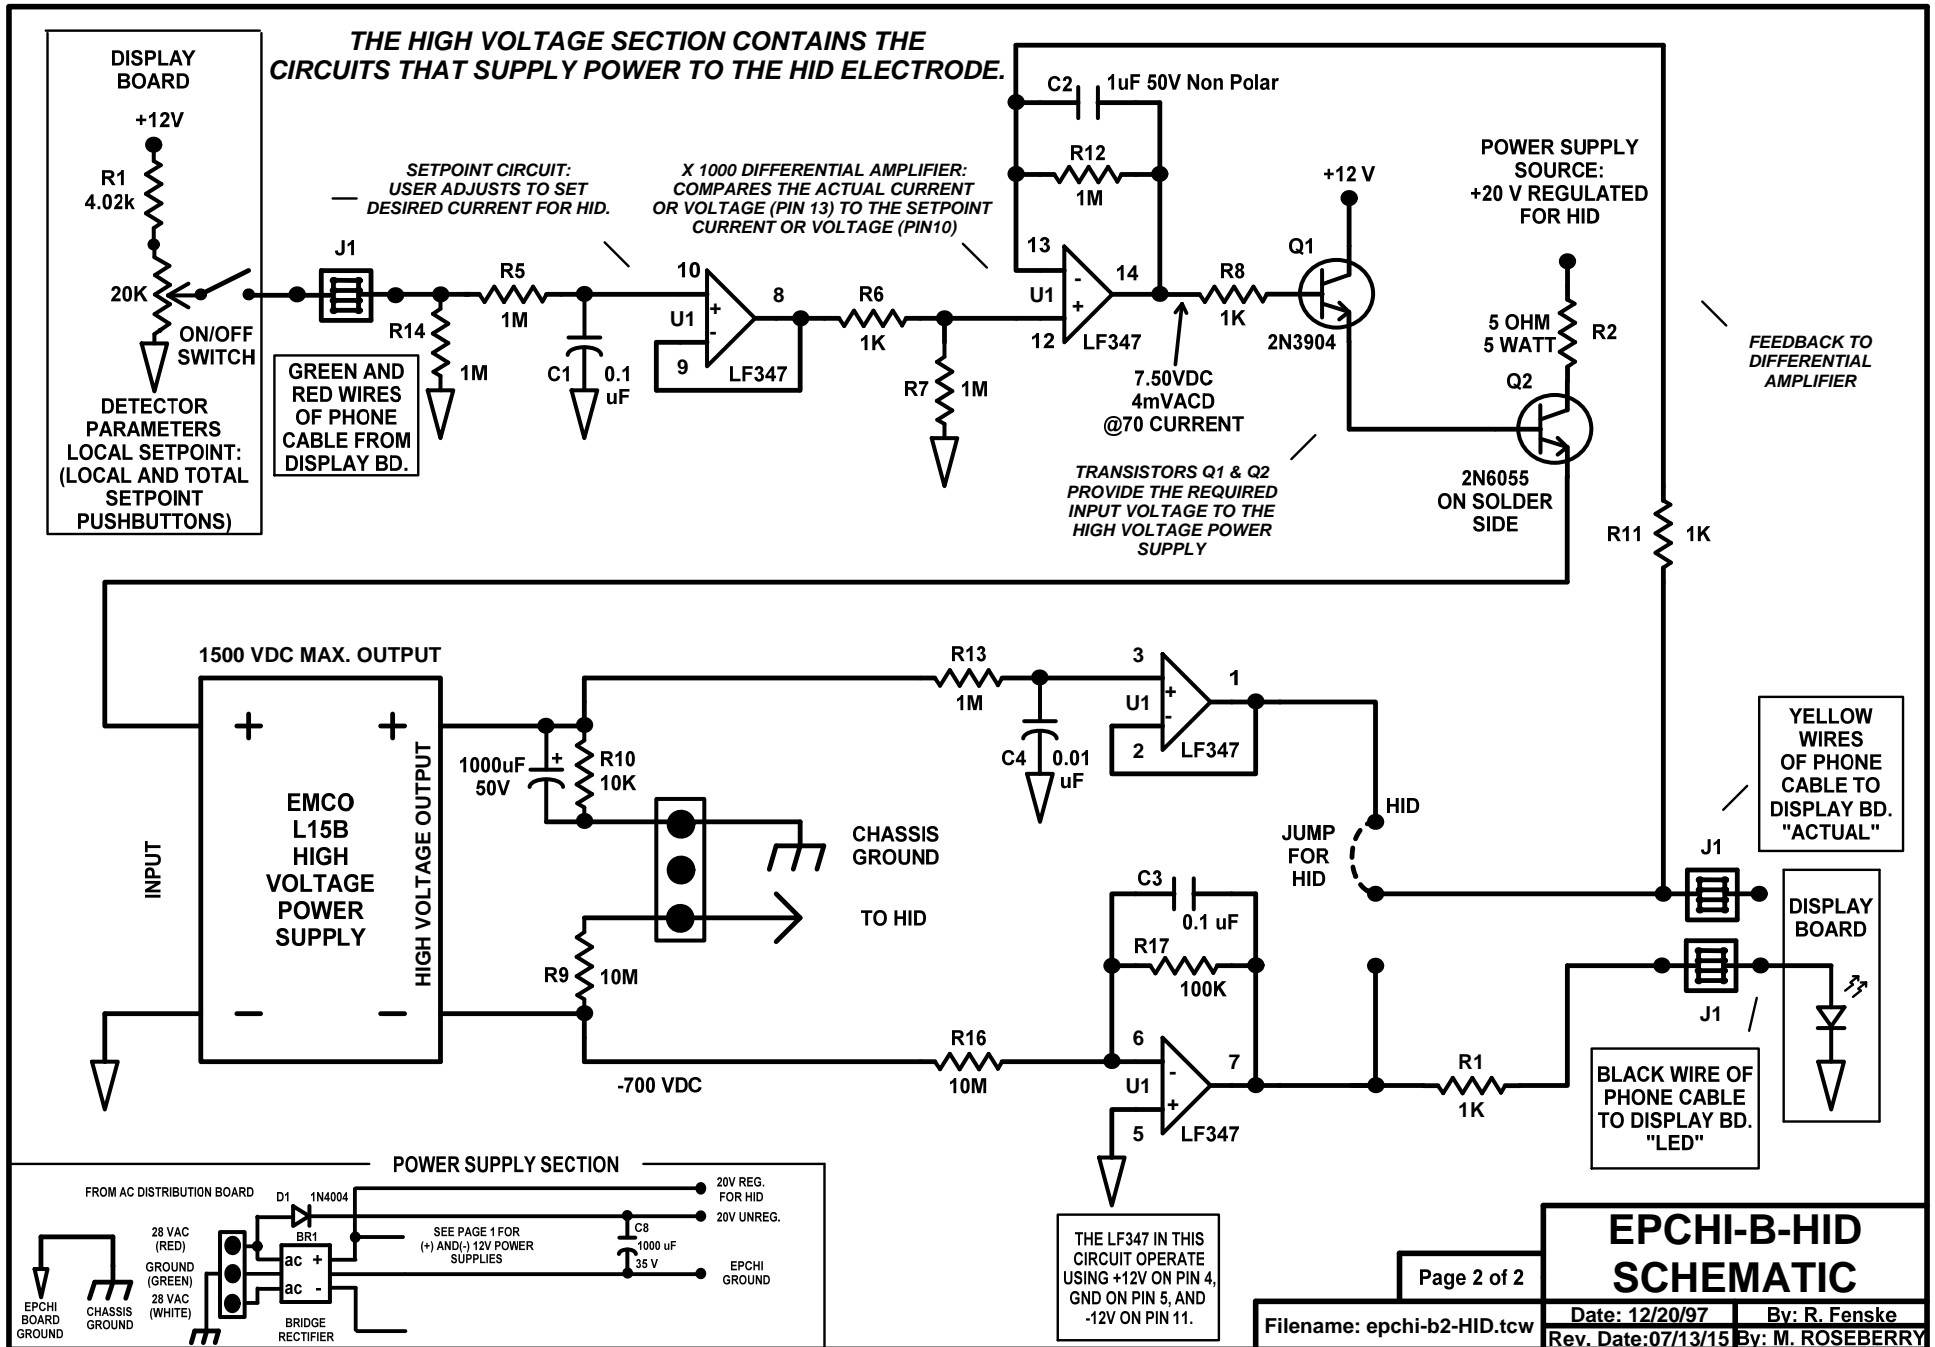 THE HIGH VOLTAGE SECTION CONTAINS THE
CIRCUITS THAT SUPPLY POWER TO THE HID ELECTRODE.
DISPLAY
BOARD
+12V
R1
4.02k
20K
ON/OFF
SWITCH
DETECTOR
PARAMETERS
LOCAL SETPOINT:
(LOCAL AND TOTAL
SETPOINT
PUSHBUTTONS)
J1
GREEN AND
RED WIRES
OF PHONE
CABLE FROM
DISPLAY BD.
R14
1M
R5
1M
C1
0.1
uF
SETPOINT CIRCUIT:
USER ADJUSTS TO SET
DESIRED CURRENT FOR HID.
10
+
U1
-
9
8
LF347
R6
1K
R7
1M
X 1000 DIFFERENTIAL AMPLIFIER:
COMPARES THE ACTUAL CURRENT
OR VOLTAGE (PIN 13) TO THE SETPOINT
CURRENT OR VOLTAGE (PIN10)
C2
1uF 50V Non Polar
R12
1M
13
-
U1
+
12
14
LF347
7.50VDC
4mVACD
@70 CURRENT
R8
1K
+12 V
Q1
2N3904
TRANSISTORS Q1 & Q2
PROVIDE THE REQUIRED
INPUT VOLTAGE TO THE
HIGH VOLTAGE POWER
SUPPLY
POWER SUPPLY
SOURCE:
+20 V REGULATED
FOR HID
5 OHM
5 WATT
R2
Q2
2N6055
ON SOLDER
SIDE
FEEDBACK TO
DIFFERENTIAL
AMPLIFIER
R11
1K
1500 VDC MAX. OUTPUT
+
+
INPUT
EMCO
L15B
HIGH
VOLTAGE
POWER
SUPPLY
HIGH VOLTAGE OUTPUT
-
-
1000uF
50V
+
R10
10K
CHASSIS
GROUND
TO HID
R9
10M
-700 VDC
R13
1M
C4
0.01
uF
3
+
U1
-
2
1
LF347
HID
JUMP
FOR
HID
C3
0.1 uF
R17
100K
R16
10M
6
-
U1
+
5
7
LF347
R1
1K
YELLOW
WIRES
OF PHONE
CABLE TO
DISPLAY BD.
"ACTUAL"
J1
DISPLAY
BOARD
J1
BLACK WIRE OF
PHONE CABLE
TO DISPLAY BD.
"LED"
THE LF347 IN THIS
CIRCUIT OPERATE
USING +12V ON PIN 4,
GND ON PIN 5, AND
-12V ON PIN 11.
POWER SUPPLY SECTION
FROM AC DISTRIBUTION BOARD
D1
1N4004
28 VAC
(RED)
GROUND
(GREEN)
28 VAC
(WHITE)
BR1
ac +
ac -
BRIDGE
RECTIFIER
SEE PAGE 1 FOR
(+) AND(-) 12V POWER
SUPPLIES
C8
1000 uF
35 V
20V REG.
FOR HID
20V UNREG.
EPCHI
GROUND
EPCHI
BOARD
GROUND
CHASSIS
GROUND
EPCHI-B-HID
SCHEMATIC
Page 2 of 2
Filename: epchi-b2-HID.tcw
Date: 12/20/97
By: R. Fenske
Rev. Date:07/13/15
By: M. ROSEBERRY